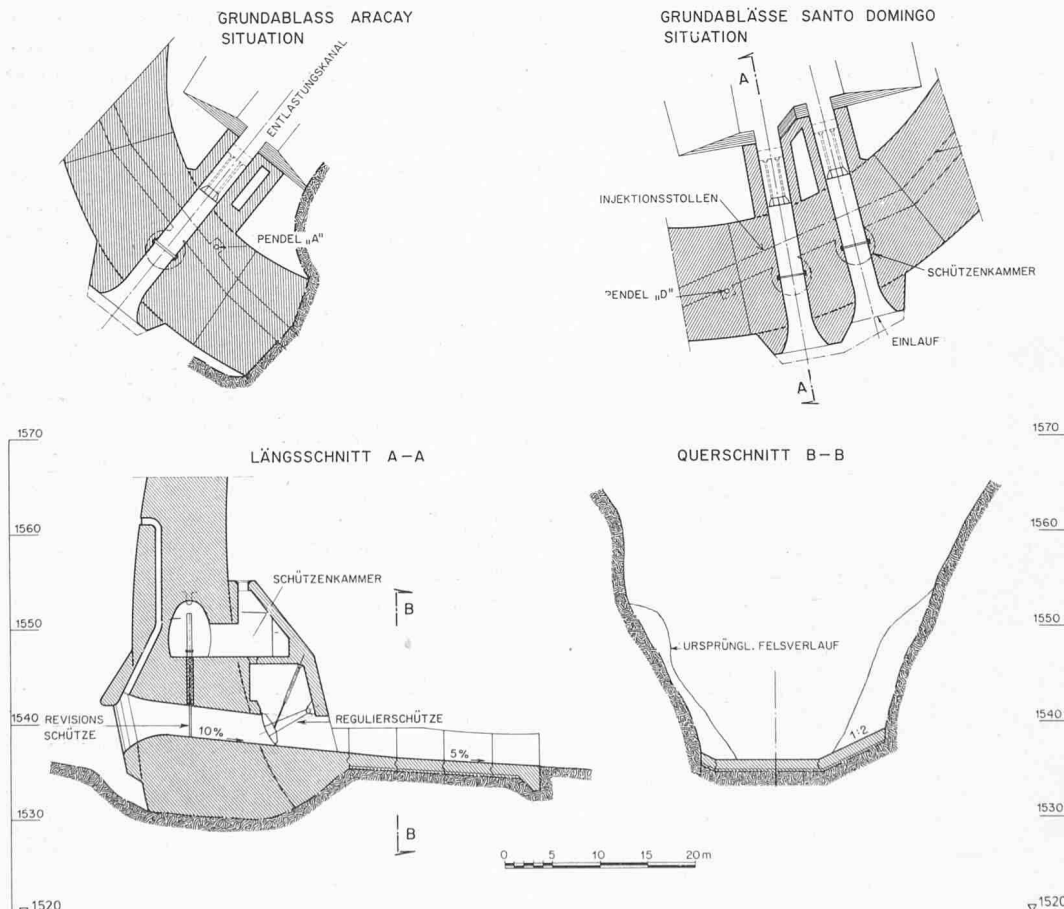 GRUNDABLASS ARACAY
SITUATION
ENTLASTUNGSKANAL
PENDEL „A"
GRUNDABLÄSSE SANTO DOMINGO
SITUATION
A
INJEKTIONSSTOLLEN
SCHÜTZENKAMMER
PENDEL „D"
EINLAUF
A
LÄNGSSCHNITT A–A
1570
1560
1550
1540
1530
1520
SCHÜTZENKAMMER
B
REVISIONS
SCHÜTZE
10%
REGULIERSCHÜTZE
5%
B
QUERSCHNITT B–B
URSPRÜNGL. FELSVERLAUF
1:2
1570
1560
1550
1540
1530
1520
0 5 10 15 20 m